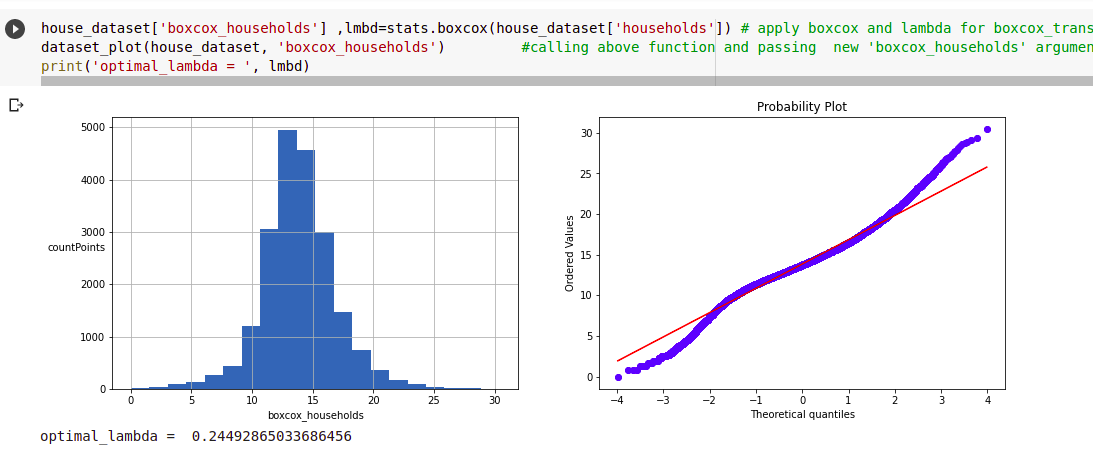 house_dataset['boxcox_households'] ,lmbd=stats.boxcox(house_dataset['households']) # apply boxcox and lambda for boxcox_trans
dataset_plot(house_dataset, 'boxcox_households') #calling above function and passing new 'boxcox_households' argumen
print('optimal_lambda = ', lmbd)
Probability Plot
5000
4000
3000
2000
1000
0
countPoints
0 5 10 15 20 25 30
boxcox_households
30
25
20
15
10
5
0
Ordered Values
−4 −3 −2 −1 0 1 2 3 4
Theoretical quantiles
optimal_lambda = 0.24492865033686456